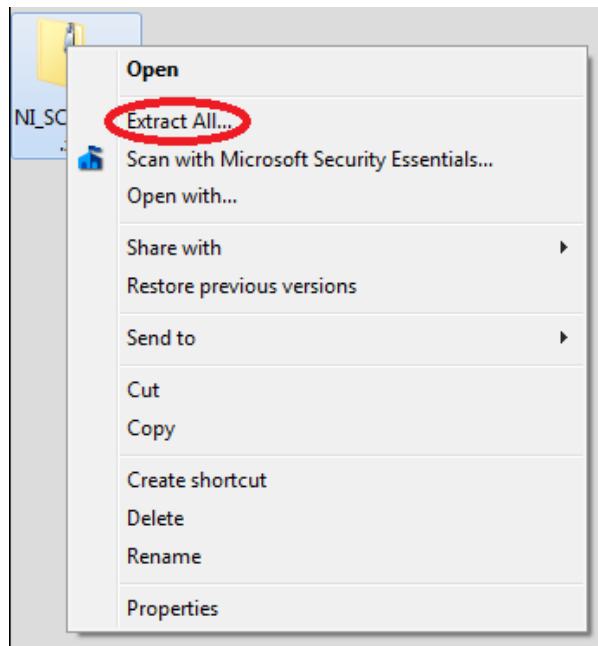 Open
NI_SC
Extract All...
Scan with Microsoft Security Essentials...
Open with...
Share with
Restore previous versions
Send to
Cut
Copy
Create shortcut
Delete
Rename
Properties